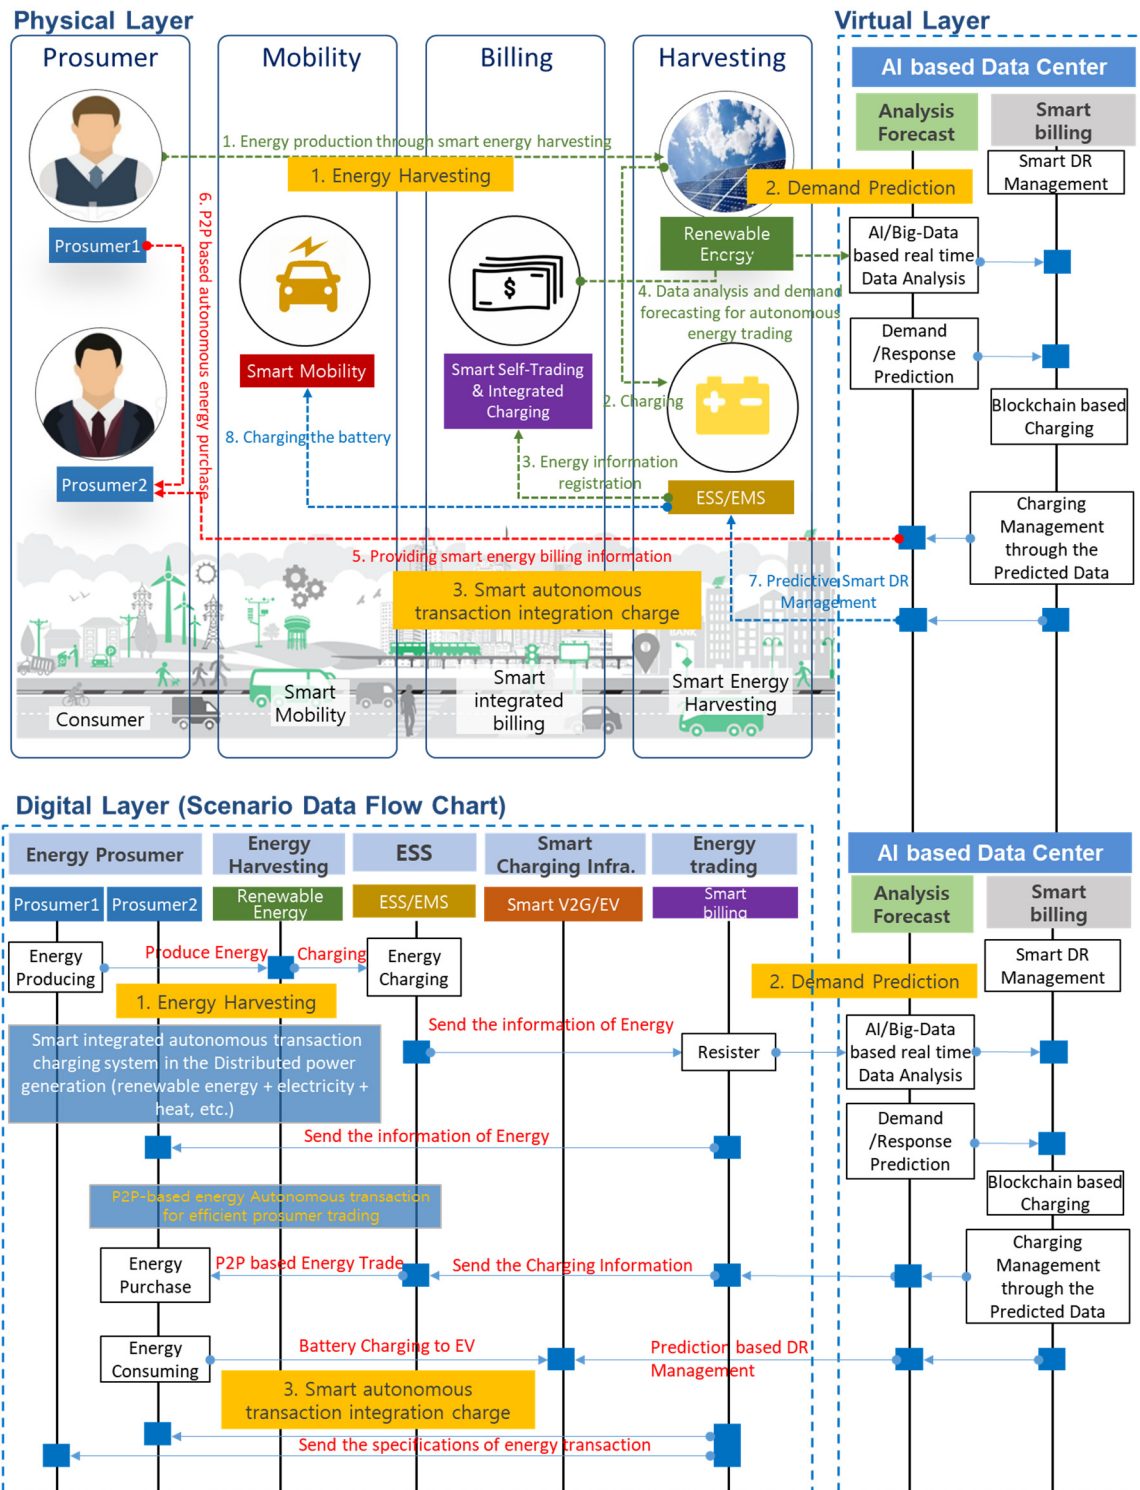 Physical Layer
Virtual Layer
Prosumer
Mobility
Billing
Harvesting
AI based Data Center
Analysis
Forecast
Smart
billing
1. Energy production through smart energy harvesting
1. Energy Harvesting
2. Demand Prediction
Smart DR
Management
Prosumer1
6. P2P based autonomous energy purchase
Renewable
Energy
AI/Big-Data
based real time
Data Analysis
4. Data analysis and demand
forecasting for autonomous
energy trading
Demand
/Response
Prediction
Smart Mobility
Smart Self-Trading
& Integrated
Charging
2. Charging
Blockchain based
Charging
8. Charging the battery
3. Energy information
registration
Prosumer2
ESS/EMS
Charging
Management
through the
Predicted Data
5. Providing smart energy billing information
3. Smart autonomous
transaction integration charge
7. Predictive Smart DR
Management
BANK
Consumer
Smart
Mobility
Smart
integrated
billing
Smart Energy
Harvesting
Digital Layer (Scenario Data Flow Chart)
Energy Prosumer
Energy
Harvesting
ESS
Smart
Charging Infra.
Energy
trading
AI based Data Center
Prosumer1
Prosumer2
Renewable
Energy
ESS/EMS
Smart V2G/EV
Smart
billing
Analysis
Forecast
Smart
billing
Energy
Producing
Produce Energy
Charging
Energy
Charging
Smart DR
Management
1. Energy Harvesting
2. Demand Prediction
Smart integrated autonomous transaction
charging system in the Distributed power
generation (renewable energy + electricity +
heat, etc.)
Send the information of Energy
Resister
AI/Big-Data
based real time
Data Analysis
Send the information of Energy
Demand
/Response
Prediction
P2P-based energy Autonomous transaction
for efficient prosumer trading
Blockchain based
Charging
Energy
Purchase
P2P based Energy Trade
Send the Charging Information
Charging
Management
through the
Predicted Data
Energy
Consuming
Battery Charging to EV
Prediction based DR
Management
3. Smart autonomous
transaction integration charge
Send the specifications of energy transaction